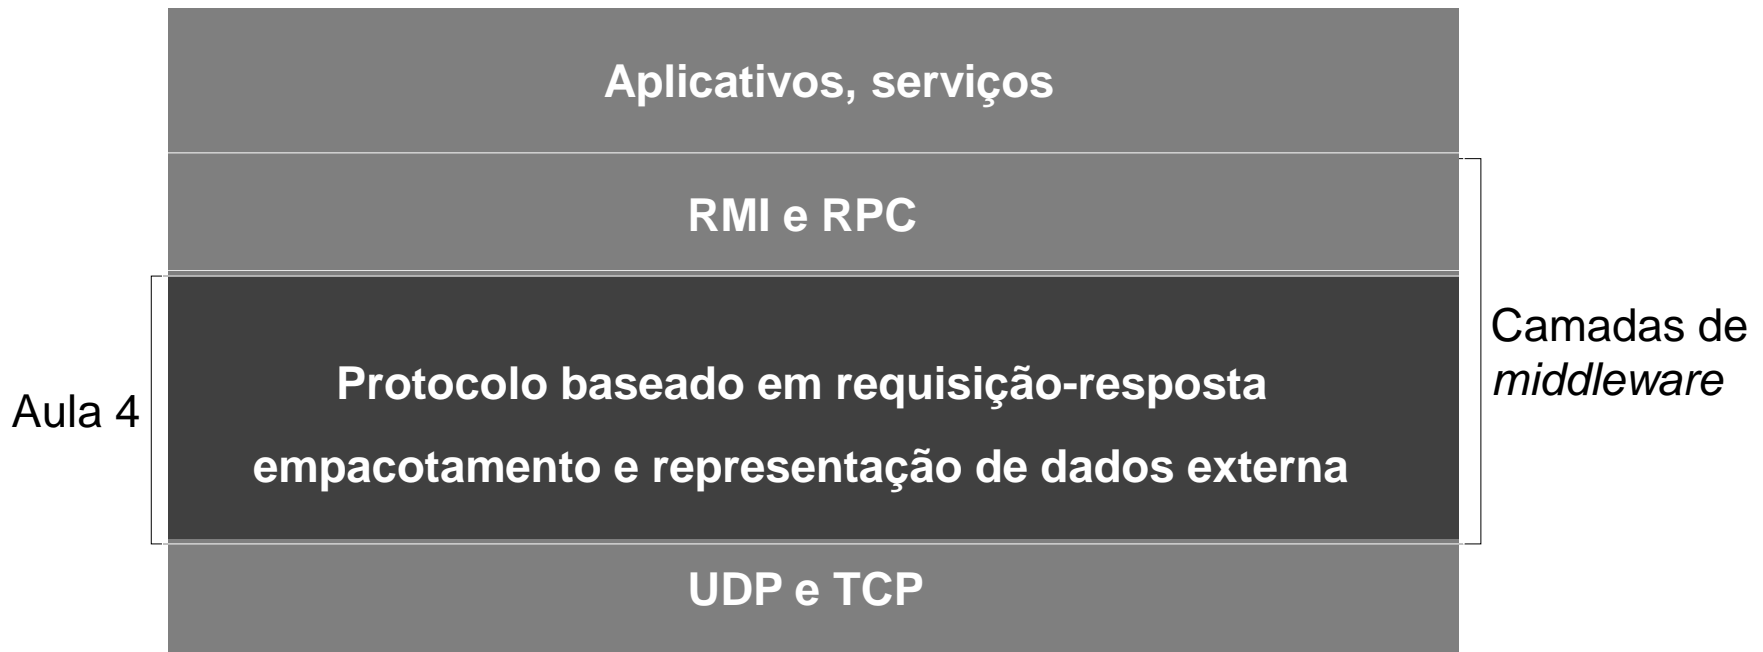 Aplicativos, serviços
RMI e RPC
Aula 4
Protocolo baseado em requisição-resposta
empacotamento e representação de dados externa
Camadas de
middleware
UDP e TCP